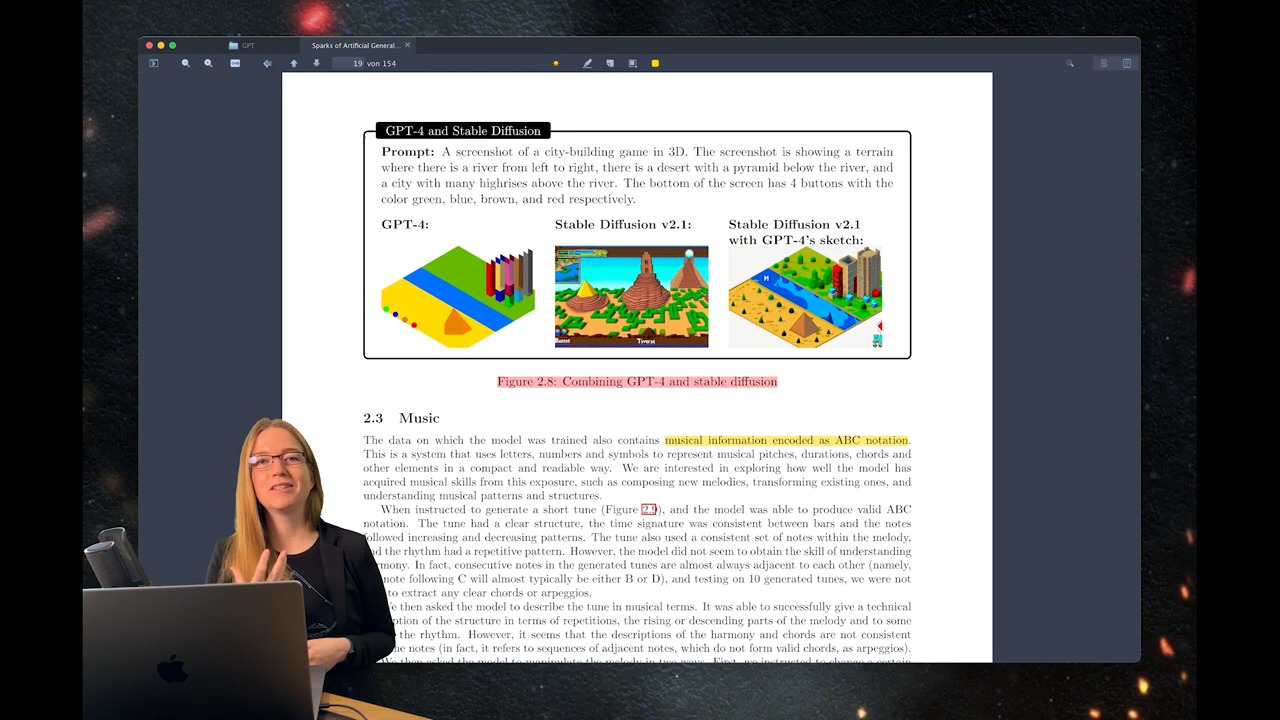 GPT
Sparks of Artificial General...
19 von 154
GPT-4 and Stable Diffusion
Prompt: A screenshot of a city-building game in 3D. The screenshot is showing a terrain
where there is a river from left to right, there is a desert with a pyramid below the river, and
a city with many highrises above the river. The bottom of the screen has 4 buttons with the
color green, blue, brown, and red respectively.
GPT-4:
Stable Diffusion v2.1:
Stable Diffusion v2.1
with GPT-4's sketch:
M
Tiverat
Figure 2.8: Combining GPT-4 and stable diffusion
2.3 Music
The data on which the model was trained also contains musical information encoded as ABC notation.
This is a system that uses letters, numbers and symbols to represent musical pitches, durations, chords and
other elements in a compact and readable way. We are interested in exploring how well the model has
acquired musical skills from this exposure, such as composing new melodies, transforming existing ones, and
understanding musical patterns and structures.
When instructed to generate a short tune (Figure 2.9), and the model was able to produce valid ABC
notation. The tune had a clear structure, the time signature was consistent between bars and the notes
followed increasing and decreasing patterns. The tune also used a consistent set of notes within the melody,
the rhythm had a repetitive pattern. However, the model did not seem to obtain the skill of understanding
In fact, consecutive notes in the generated tunes are almost always adjacent to each other (namely,
note following C will almost typically be either B or D), and testing on 10 generated tunes, we were not
to extract any clear chords or arpeggios.
then asked the model to describe the tune in musical terms. It was able to successfully give a technical
of the structure in terms of repetitions, the rising or descending parts of the melody and to some
the rhythm. However, it seems that the descriptions of the harmony and chords are not consistent
notes (in fact, it refers to sequences of adjacent notes, which do not form valid chords, as arpeggios).
We then asked the model to manipulate the melody in two ways. First, we instructed to change a certain